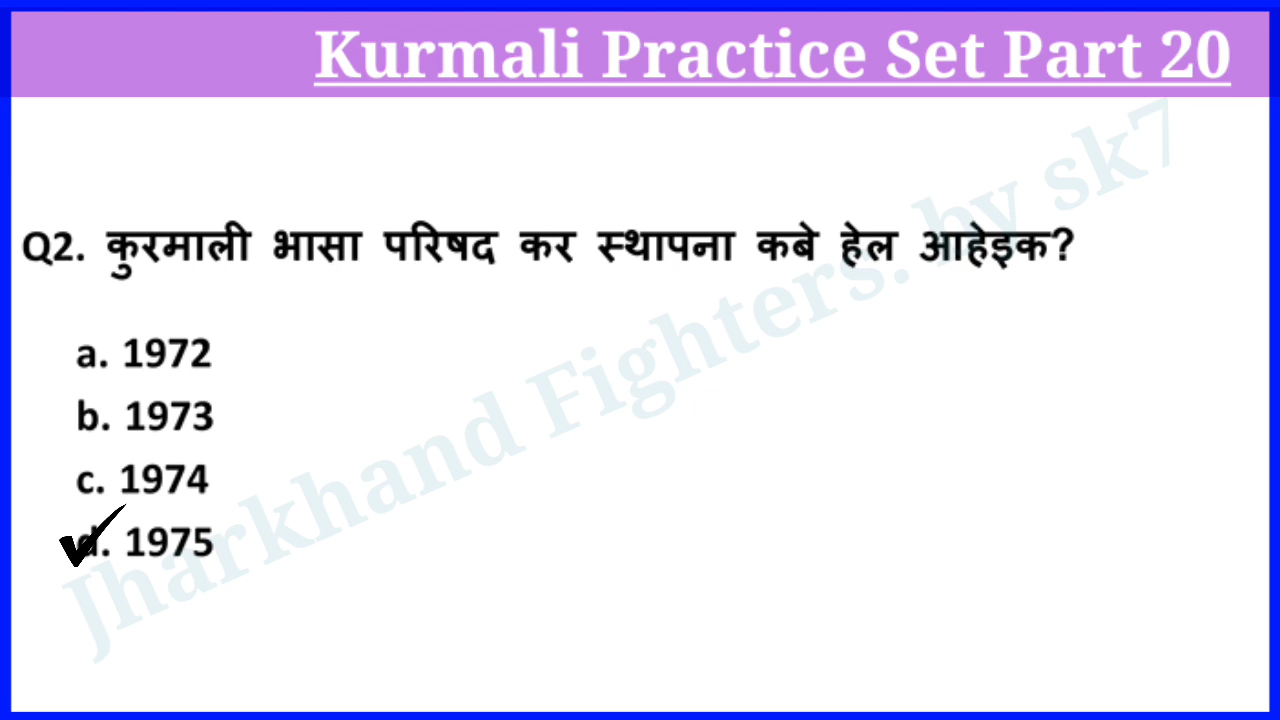 Kurmali Practice Set Part 20
Q2. कुरमाली भासा परिषद कर स्थापना कबे हेल आहेइक?
a. 1972
b. 1973
c. 1974
d. 1975
Jharkhand Fighters. by sk7